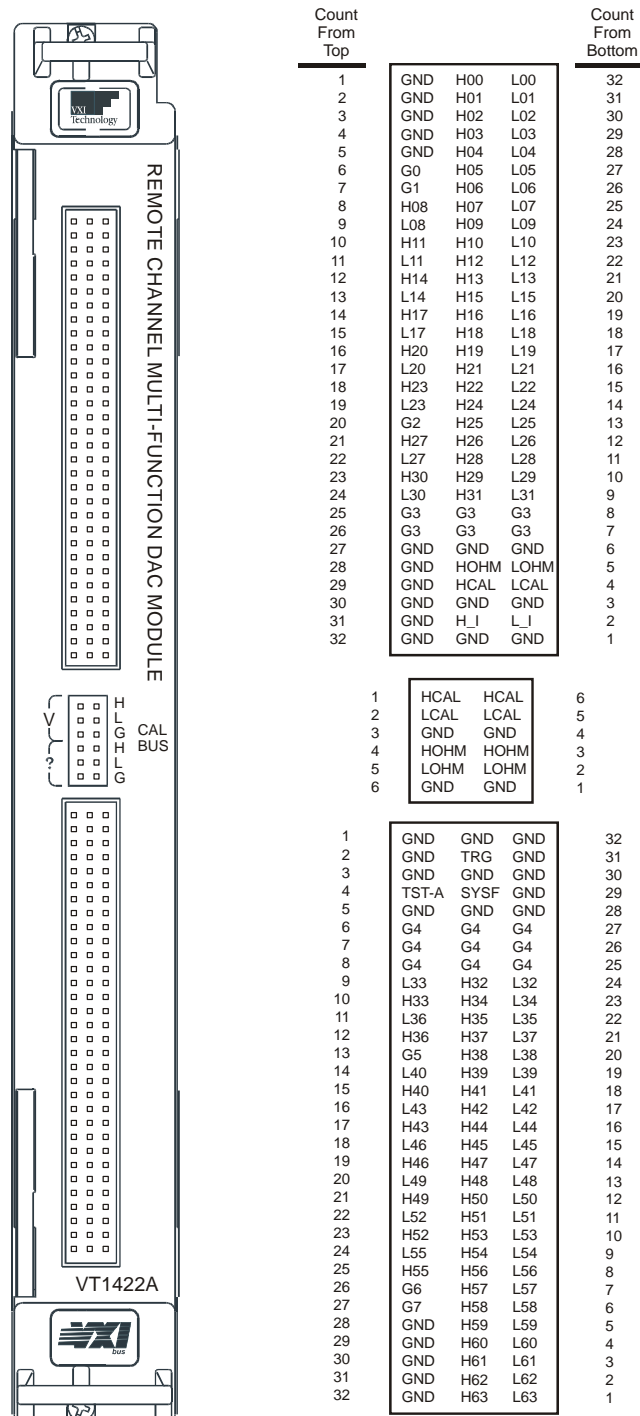 Count From Top
Count From Bottom
VXI Technology
REMOTE CHANNEL MULTI-FUNCTION DAC MODULE
1 GND H00 L00 32
2 GND H01 L01 31
3 GND H02 L02 30
4 GND H03 L03 29
5 GND H04 L04 28
6 G0 H05 L05 27
7 G1 H06 L06 26
8 H08 H07 L07 25
9 L08 H09 L09 24
10 H11 H10 L10 23
11 L11 H12 L12 22
12 H14 H13 L13 21
13 L14 H15 L15 20
14 H17 H16 L16 19
15 L17 H18 L18 18
16 H20 H19 L19 17
17 L20 H21 L21 16
18 H23 H22 L22 15
19 L23 H24 L24 14
20 G2 H25 L25 13
21 H27 H26 L26 12
22 L27 H28 L28 11
23 H30 H29 L29 10
24 L30 H31 L31 9
25 G3 G3 G3 8
26 G3 G3 G3 7
27 GND GND GND 6
28 GND HOHM LOHM 5
29 GND HCAL LCAL 4
30 GND GND GND 3
31 GND H_I L_I 2
32 GND GND GND 1
V
?
H
L
G
H
L
G
CAL BUS
1 HCAL HCAL 6
2 LCAL LCAL 5
3 GND GND 4
4 HOHM HOHM 3
5 LOHM LOHM 2
6 GND GND 1
1 GND GND GND 32
2 GND TRG GND 31
3 GND GND GND 30
4 TST-A SYSF GND 29
5 GND GND GND 28
6 G4 G4 G4 27
7 G4 G4 G4 26
8 G4 G4 G4 25
9 L33 H32 L32 24
10 H33 H34 L34 23
11 L36 H35 L35 22
12 H36 H37 L37 21
13 G5 H38 L38 20
14 L40 H39 L39 19
15 H40 H41 L41 18
16 L43 H42 L42 17
17 H43 H44 L44 16
18 L46 H45 L45 15
19 H46 H47 L47 14
20 L49 H48 L48 13
21 H49 H50 L50 12
22 L52 H51 L51 11
23 H52 H53 L53 10
24 L55 H54 L54 9
25 H55 H56 L56 8
26 G6 H57 L57 7
27 G7 H58 L58 6
28 GND H59 L59 5
29 GND H60 L60 4
30 GND H61 L61 3
31 GND H62 L62 2
32 GND H63 L63 1
VT1422A
VXI
bus